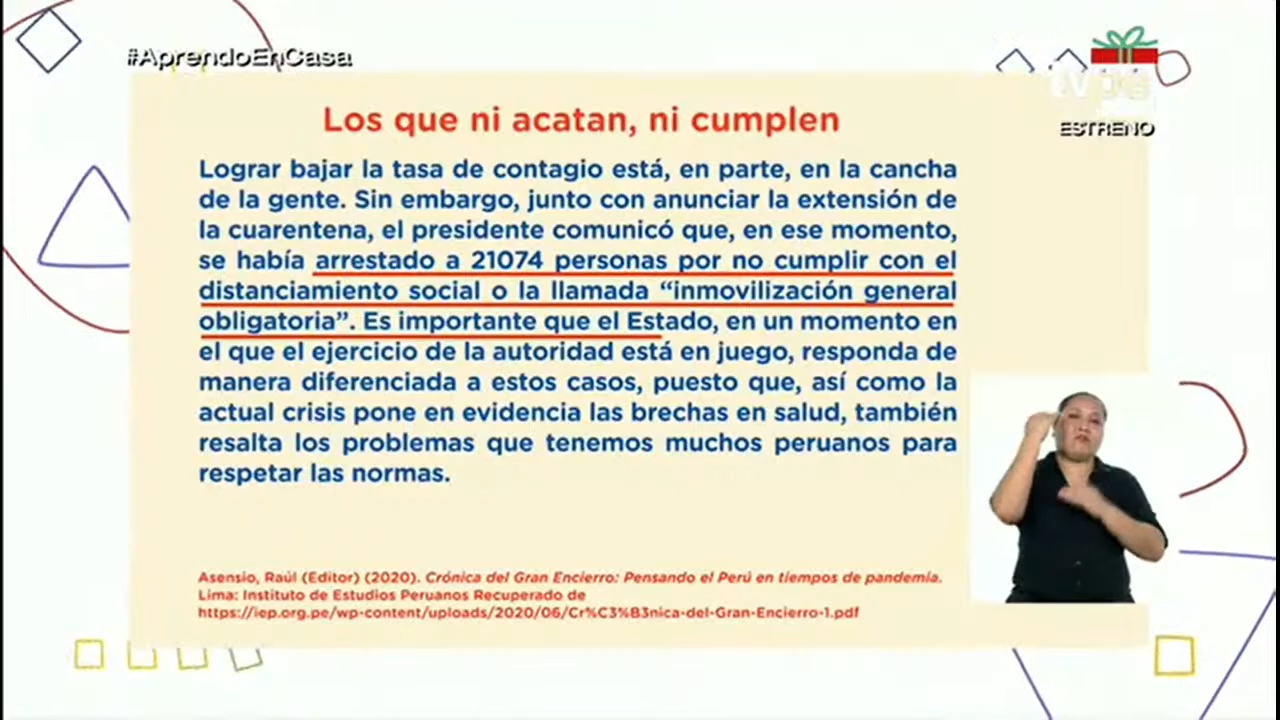 #AprendoEnCasa
tvpe
ESTRENO
Los que ni acatan, ni cumplen
Lograr bajar la tasa de contagio está, en parte, en la cancha
de la gente. Sin embargo, junto con anunciar la extensión de
la cuarentena, el presidente comunicó que, en ese momento,
se había arrestado a 21074 personas por no cumplir con el
distanciamiento social o la llamada “inmovilización general
obligatoria”. Es importante que el Estado, en un momento en
el que el ejercicio de la autoridad está en juego, responda de
manera diferenciada a estos casos, puesto que, así como la
actual crisis pone en evidencia las brechas en salud, también
resalta los problemas que tenemos muchos peruanos para
respetar las normas.
Asensio, Raúl (Editor) (2020). Crónica del Gran Encierro: Pensando el Perú en tiempos de pandemia.
Lima: Instituto de Estudios Peruanos Recuperado de
https://iep.org.pe/wp-content/uploads/2020/06/Cr%C3%B3nica-del-Gran-Encierro-1.pdf